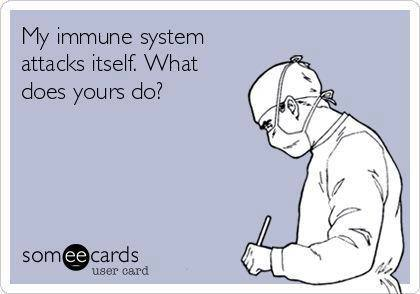 My immune system
attacks itself. What
does yours do?
someecards
user card